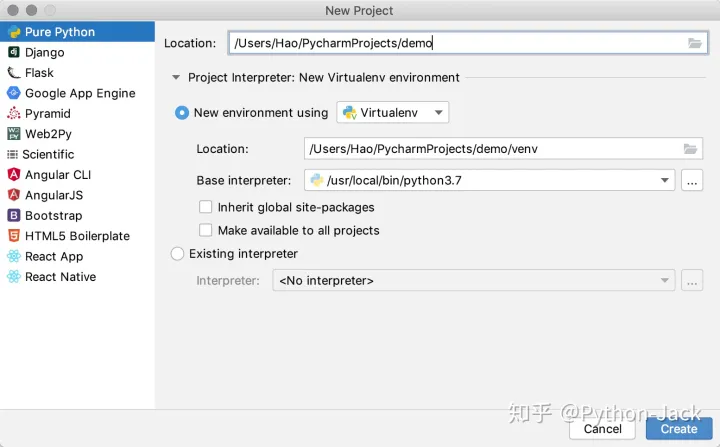 New Project
Pure Python
Django
Flask
Google App Engine
Pyramid
Web2Py
Scientific
Angular CLI
AngularJS
Bootstrap
HTML5 Boilerplate
React App
React Native
Location: /Users/Hao/PycharmProjects/demo
Project Interpreter: New Virtualenv environment
New environment using Virtualenv
Location: /Users/Hao/PycharmProjects/demo/venv
Base interpreter: /usr/local/bin/python3.7 ...
Inherit global site-packages
Make available to all projects
Existing interpreter
Interpreter: <No interpreter> ...
知乎 @Python-Jack
Cancel Create